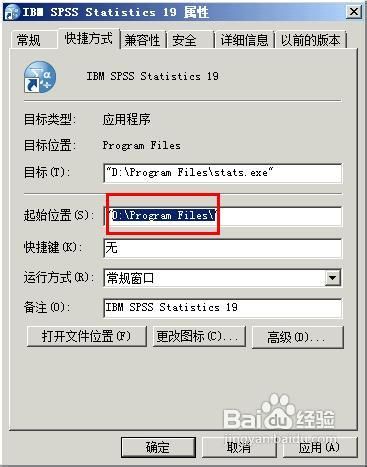 IBM SPSS Statistics 19 属性
常规 快捷方式 兼容性 安全 详细信息 以前的版本
IBM SPSS Statistics 19
目标类型: 应用程序
目标位置: Program Files
目标(T): "D:\Program Files\stats.exe"
起始位置(S): "D:\Program Files\"
快捷键(K): 无
运行方式(R): 常规窗口
备注(O): IBM SPSS Statistics 19
打开文件位置(F) 更改图标(C)... 高级(D)...
确定 取消 应用(A)
Baidu 经验
jingyan.baidu.com